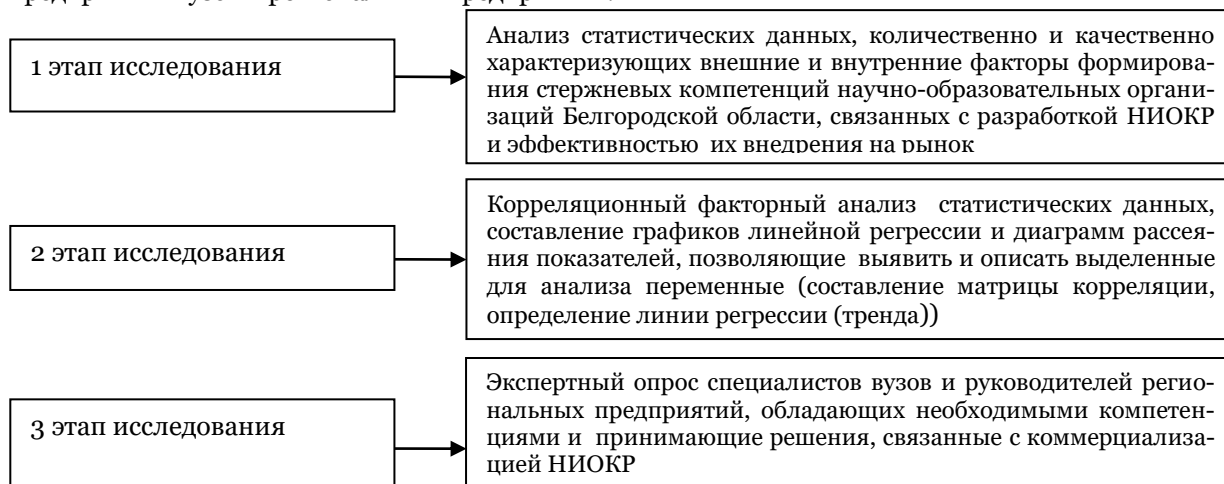 1 этап исследования
Анализ статистических данных, количественно и качественно
характеризующих внешние и внутренние факторы формирова-
ния стержневых компетенций научно-образовательных органи-
заций Белгородской области, связанных с разработкой НИОКР
и эффективностью их внедрения на рынок
2 этап исследования
Корреляционный факторный анализ статистических данных,
составление графиков линейной регрессии и диаграмм рассея-
ния показателей, позволяющие выявить и описать выделенные
для анализа переменные (составление матрицы корреляции,
определение линии регрессии (тренда))
3 этап исследования
Экспертный опрос специалистов вузов и руководителей регио-
нальных предприятий, обладающих необходимыми компетен-
циями и принимающие решения, связанные с коммерциализа-
цией НИОКР